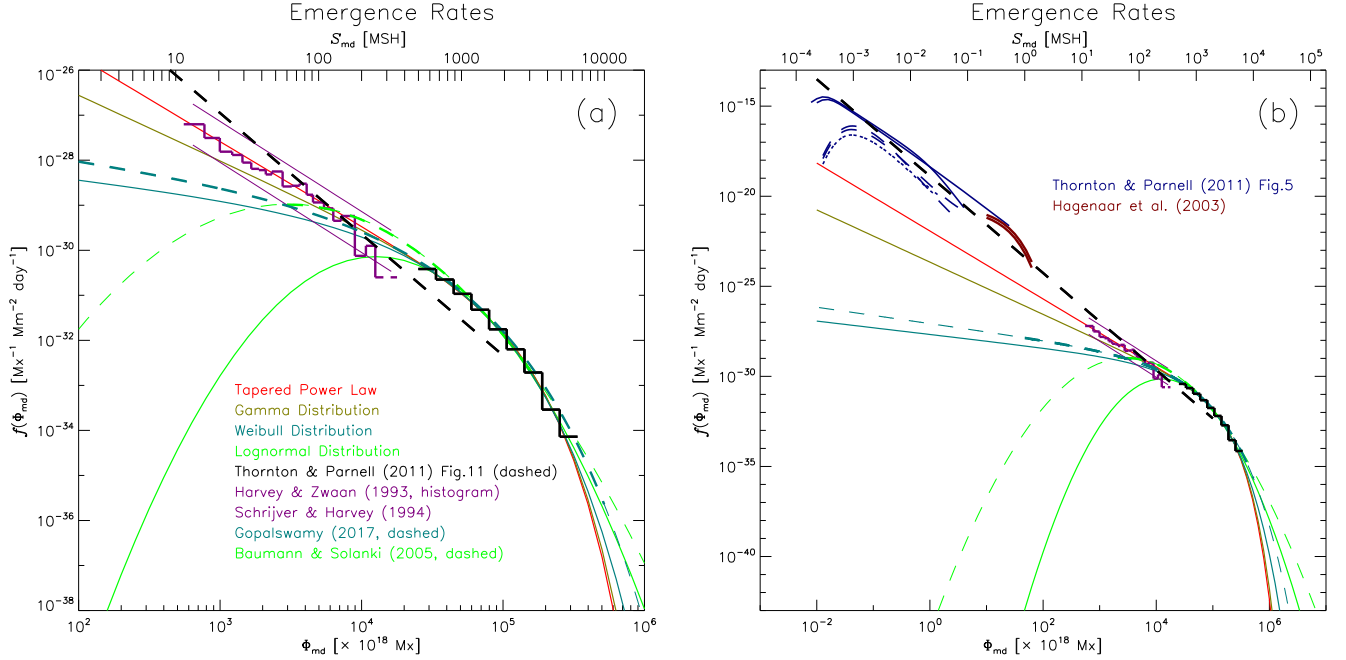 Emergence Rates
S_md [MSH]
10 100 1000 10000
(a)
10^-26
10^-28
10^-30
10^-32
10^-34
10^-36
10^-38
f(Φ_md) [Mx^-1 Mm^-2 day^-1]
Tapered Power Law
Gamma Distribution
Weibull Distribution
Lognormal Distribution
Thornton & Parnell (2011) Fig.11 (dashed)
Harvey & Zwaan (1993, histogram)
Schrijver & Harvey (1994)
Gopalswamy (2017, dashed)
Baumann & Solanki (2005, dashed)
10^2 10^3 10^4 10^5 10^6
Φ_md [× 10^18 Mx]
Emergence Rates
S_md [MSH]
10^-4 10^-3 10^-2 10^-1 10^0 10^1 10^2 10^3 10^4 10^5
(b)
10^-15
10^-20
10^-25
10^-30
10^-35
10^-40
f(Φ_md) [Mx^-1 Mm^-2 day^-1]
Thornton & Parnell (2011) Fig.5
Hagenaar et al. (2003)
10^-2 10^0 10^2 10^4 10^6
Φ_md [× 10^18 Mx]